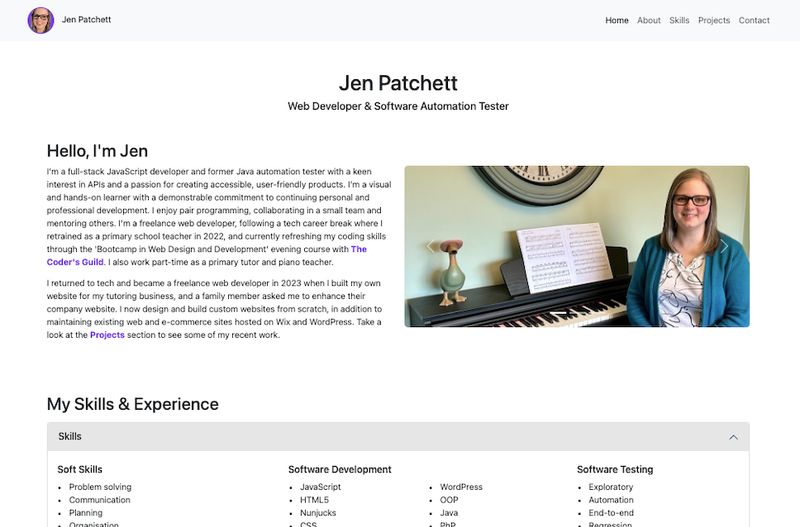 Jen Patchett
Home About Skills Projects Contact
Jen Patchett
Web Developer & Software Automation Tester
Hello, I'm Jen
I'm a full-stack JavaScript developer and former Java automation tester with a keen
interest in APIs and a passion for creating accessible, user-friendly products. I'm a visual
and hands-on learner with a demonstrable commitment to continuing personal and
professional development. I enjoy pair programming, collaborating in a small team and
mentoring others. I'm a freelance web developer, following a tech career break where I
retrained as a primary school teacher in 2022, and currently refreshing my coding skills
through the 'Bootcamp in Web Design and Development' evening course with The
Coder's Guild. I also work part-time as a primary tutor and piano teacher.
I returned to tech and became a freelance web developer in 2023 when I built my own
website for my tutoring business, and a family member asked me to enhance their
company website. I now design and build custom websites from scratch, in addition to
maintaining existing web and e-commerce sites hosted on Wix and WordPress. Take a
look at the Projects section to see some of my recent work.
My Skills & Experience
Skills
Soft Skills
• Problem solving
• Communication
• Planning
• Organisation
Software Development
• JavaScript
• HTML5
• Nunjucks
• CSS
• WordPress
• OOP
• Java
• PhP
Software Testing
• Exploratory
• Automation
• End-to-end
• Regression